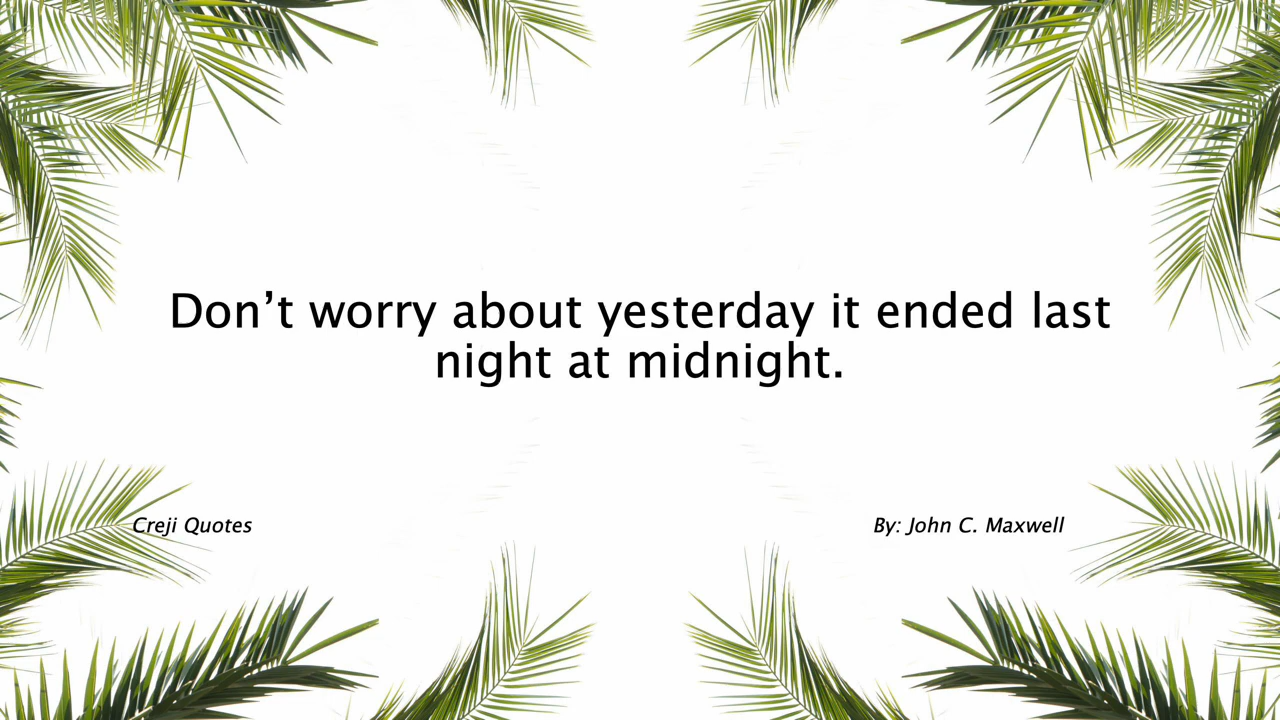 Don’t worry about yesterday it ended last
night at midnight.
Creji Quotes
By: John C. Maxwell